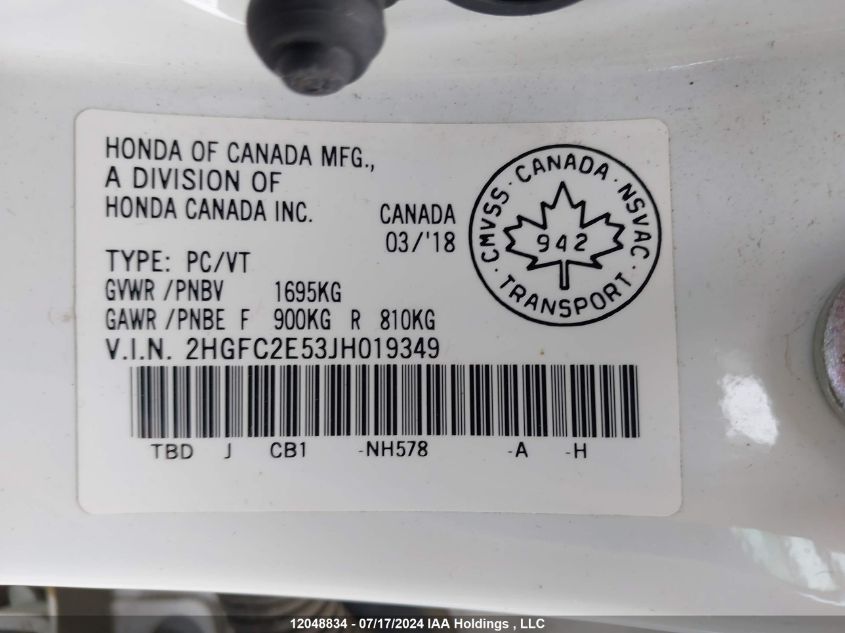 HONDA OF CANADA MFG.,
A DIVISION OF
HONDA CANADA INC.
CANADA
03/'18
TYPE: PC/VT
GVWR /PNBV 1695KG
GAWR /PNBE F 900KG R 810KG
V.I.N. 2HGFC2E53JH019349
TBD J CB1 -NH578 -A -H
CMVSS · CANADA · NSVAC
942
· TRANSPORT ·
12048834 - 07/17/2024 IAA Holdings , LLC